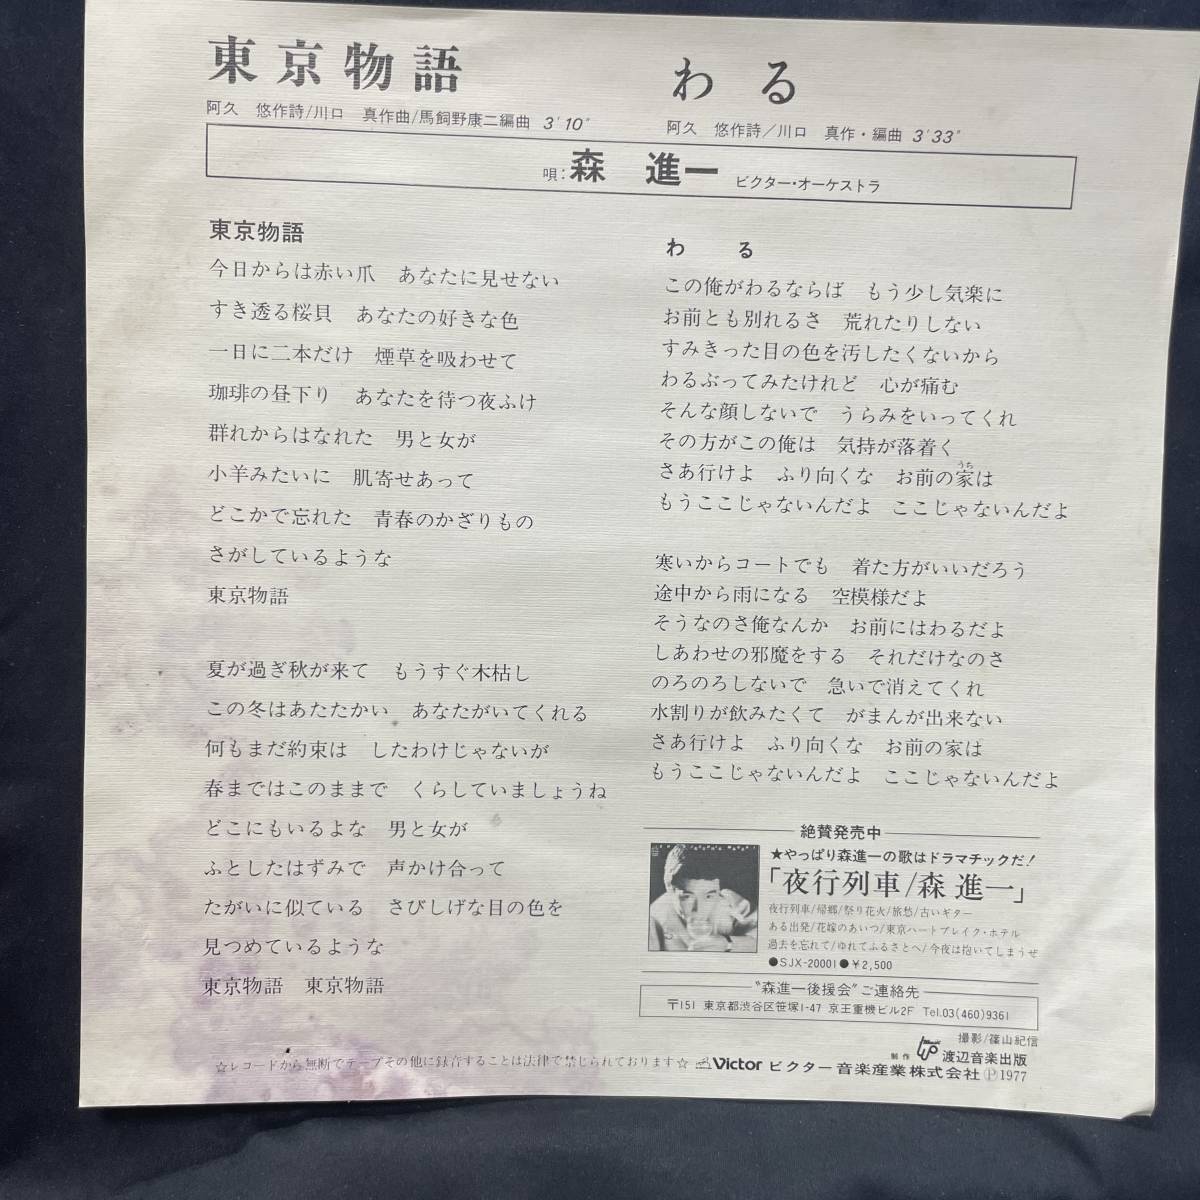 東京物語
阿久　悠作詩/川口　真作曲/馬飼野康二編曲 3'10"
わる
阿久　悠作詩/川口　真作・編曲 3'33"
唄:森　進一 ビクター・オーケストラ
東京物語
今日からは赤い爪　あなたに見せない
すき透る桜貝　あなたの好きな色
一日に二本だけ　煙草を吸わせて
珈琲の昼下り　あなたを待つ夜ふけ
群れからはなれた　男と女が
小羊みたいに　肌寄せあって
どこかで忘れた　青春のかざりもの
さがしているような
東京物語
夏が過ぎ秋が来て　もうすぐ木枯し
この冬はあたたかい　あなたがいてくれる
何もまだ約束は　したわけじゃないが
春まではこのままで　くらしていましょうね
どこにもいるよな　男と女が
ふとしたはずみで　声かけ合って
たがいに似ている　さびしげな目の色を
見つめているような
東京物語　東京物語
わる
この俺がわるならば　もう少し気楽に
お前とも別れるさ　荒れたりしない
すみきった目の色を汚したくないから
わるぶってみたけれど　心が痛む
そんな顔しないで　うらみをいってくれ
その方がこの俺は　気持が落着く
さあ行けよ　ふり向くな　お前の家は
うち
もうここじゃないんだよ　ここじゃないんだよ
寒いからコートでも　着た方がいいだろう
途中から雨になる　空模様だよ
そうなのさ俺なんか　お前にはわるだよ
しあわせの邪魔をする　それだけなのさ
のろのろしないで　急いで消えてくれ
水割りが飲みたくて　がまんが出来ない
さあ行けよ　ふり向くな　お前の家は
もうここじゃないんだよ　ここじゃないんだよ
絶賛発売中
★やっぱり森進一の歌はドラマチックだ!
「夜行列車/森 進一」
夜行列車/帰郷/祭り花火/旅愁/古いギター
ある出発/花嫁のあいつ/東京ハートブレイク・ホテル
過去を忘れて/ゆれてふるさとへ/今夜は抱いてしまうぜ
●SJX-20001●￥2,500
"森進一後援会"ご連絡先
〒151 東京都渋谷区笹塚1-47 京王重機ビル2F Tel.03(460)9361
撮影/篠山紀信
制作 渡辺音楽出版
☆レコードから無断でテープその他に録音することは法律で禁じられております☆ Victor ビクター音楽産業株式会社 Ⓟ1977